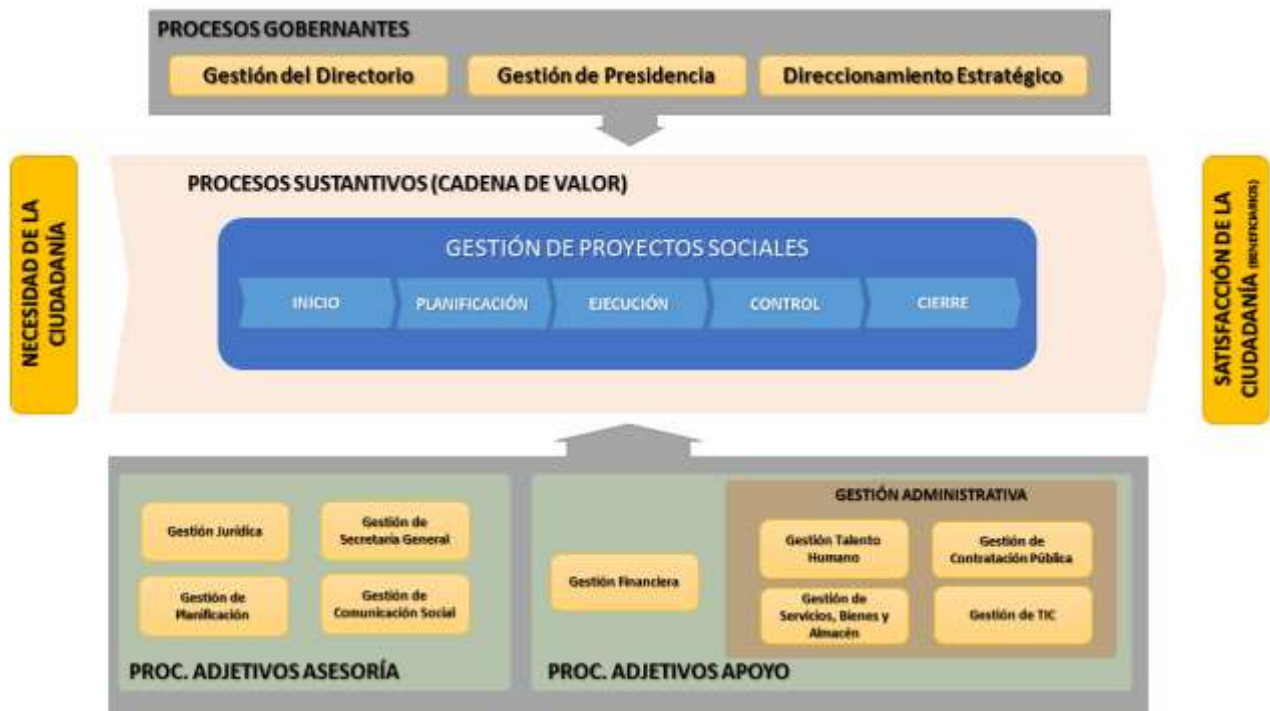 PROCESOS GOBERNANTES
Gestión del Directorio
Gestión de Presidencia
Direccionamiento Estratégico
NECESIDAD DE LA
CIUDADANÍA
PROCESOS SUSTANTIVOS (CADENA DE VALOR)
GESTIÓN DE PROYECTOS SOCIALES
INICIO
PLANIFICACIÓN
EJECUCIÓN
CONTROL
CIERRE
SATISFACCIÓN DE LA
CIUDADANÍA (BENEFICIARIOS)
Gestión Jurídica
Gestión de
Secretaría General
Gestión de
Planificación
Gestión de
Comunicación Social
PROC. ADJETIVOS ASESORÍA
Gestión Financiera
GESTIÓN ADMINISTRATIVA
Gestión Talento
Humano
Gestión de
Contratación Pública
Gestión de
Servicios, Bienes y
Almacén
Gestión de TIC
PROC. ADJETIVOS APOYO